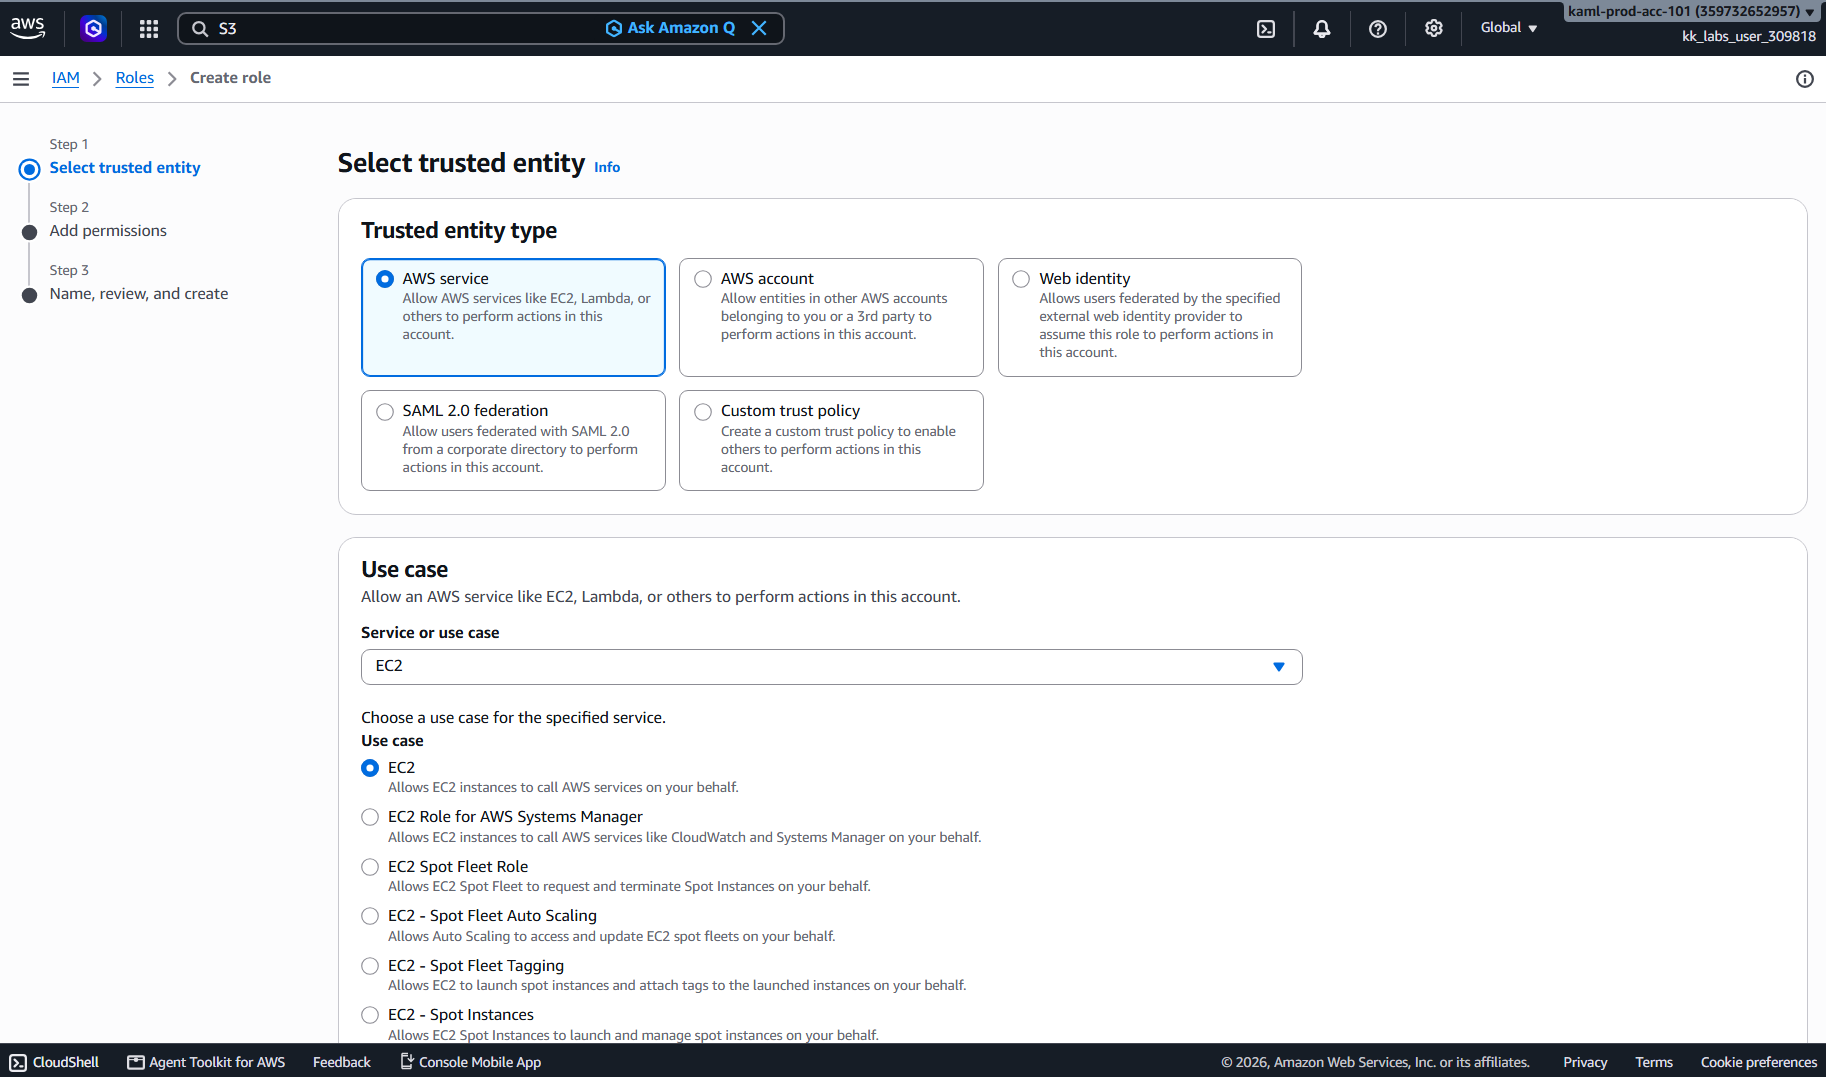 aws
S3
Ask Amazon Q
Global
kaml-prod-acc-101 (359732652957)
kk_labs_user_309818
IAM
Roles
Create role
Step 1
Select trusted entity
Step 2
Add permissions
Step 3
Name, review, and create
Select trusted entity Info
Trusted entity type
AWS service
Allow AWS services like EC2, Lambda, or
others to perform actions in this
account.
AWS account
Allow entities in other AWS accounts
belonging to you or a 3rd party to
perform actions in this account.
Web identity
Allows users federated by the specified
external web identity provider to
assume this role to perform actions in
this account.
SAML 2.0 federation
Allow users federated with SAML 2.0
from a corporate directory to perform
actions in this account.
Custom trust policy
Create a custom trust policy to enable
others to perform actions in this
account.
Use case
Allow an AWS service like EC2, Lambda, or others to perform actions in this account.
Service or use case
EC2
Choose a use case for the specified service.
Use case
EC2
Allows EC2 instances to call AWS services on your behalf.
EC2 Role for AWS Systems Manager
Allows EC2 instances to call AWS services like CloudWatch and Systems Manager on your behalf.
EC2 Spot Fleet Role
Allows EC2 Spot Fleet to request and terminate Spot Instances on your behalf.
EC2 - Spot Fleet Auto Scaling
Allows Auto Scaling to access and update EC2 spot fleets on your behalf.
EC2 - Spot Fleet Tagging
Allows EC2 to launch spot instances and attach tags to the launched instances on your behalf.
EC2 - Spot Instances
Allows EC2 Spot Instances to launch and manage spot instances on your behalf.
CloudShell
Agent Toolkit for AWS
Feedback
Console Mobile App
© 2026, Amazon Web Services, Inc. or its affiliates.
Privacy
Terms
Cookie preferences